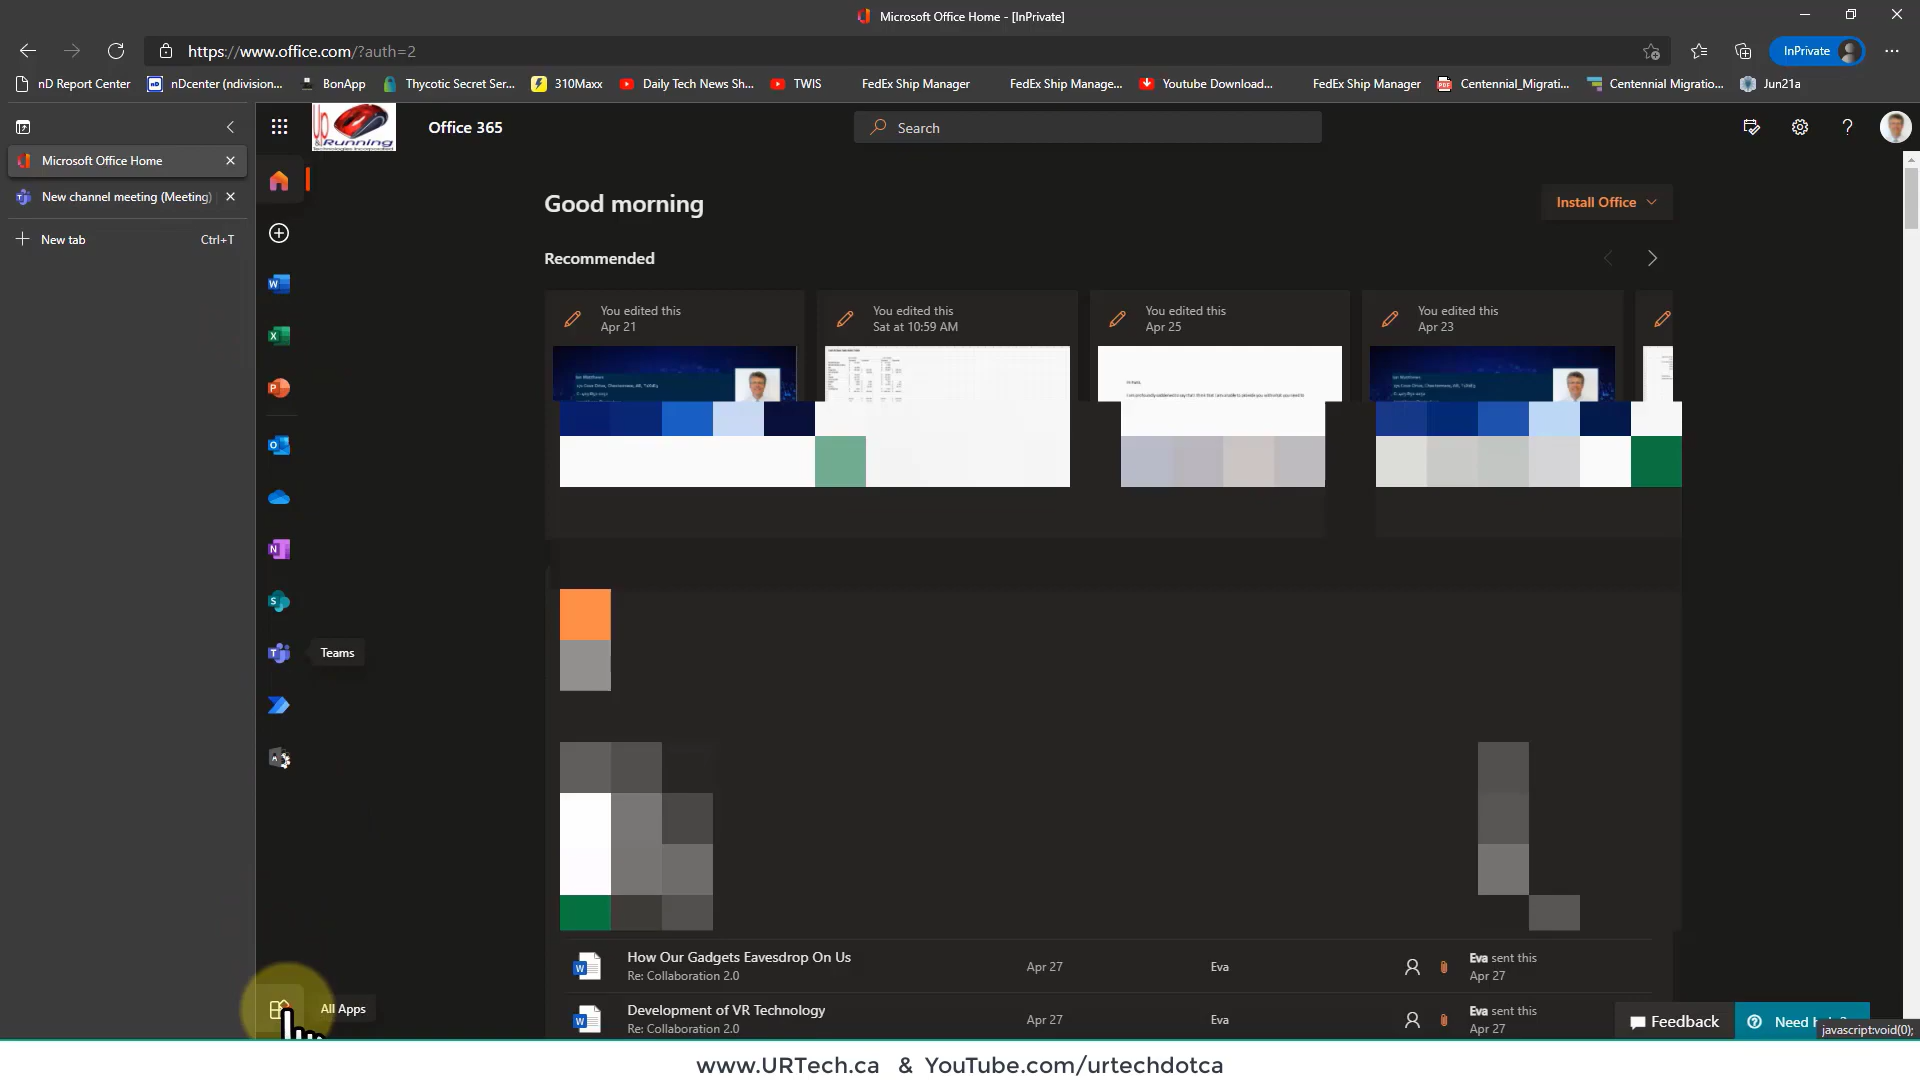 Microsoft Office Home - [InPrivate]
https://www.office.com/?auth=2
InPrivate
nD Report Center
nDcenter (ndivision...
BonApp
Thycotic Secret Ser...
310Maxx
Daily Tech News Sh...
TWIS
FedEx Ship Manager
FedEx Ship Manage...
Youtube Download...
FedEx Ship Manager
Centennial_Migrati...
Centennial Migratio...
Jun21a
Up
& Running
Office 365
Search
Microsoft Office Home
New channel meeting (Meeting)
New tab
Ctrl+T
Good morning
Install Office
Recommended
You edited this
Apr 21
You edited this
Sat at 10:59 AM
You edited this
Apr 25
You edited this
Apr 23
Teams
How Our Gadgets Eavesdrop On Us
Re: Collaboration 2.0
Apr 27
Eva
Eva sent this
Apr 27
Development of VR Technology
Re: Collaboration 2.0
Apr 27
Eva
Eva sent this
Apr 27
All Apps
Feedback
Need
javascript:void(0);
www.URTech.ca & YouTube.com/urtechdotca